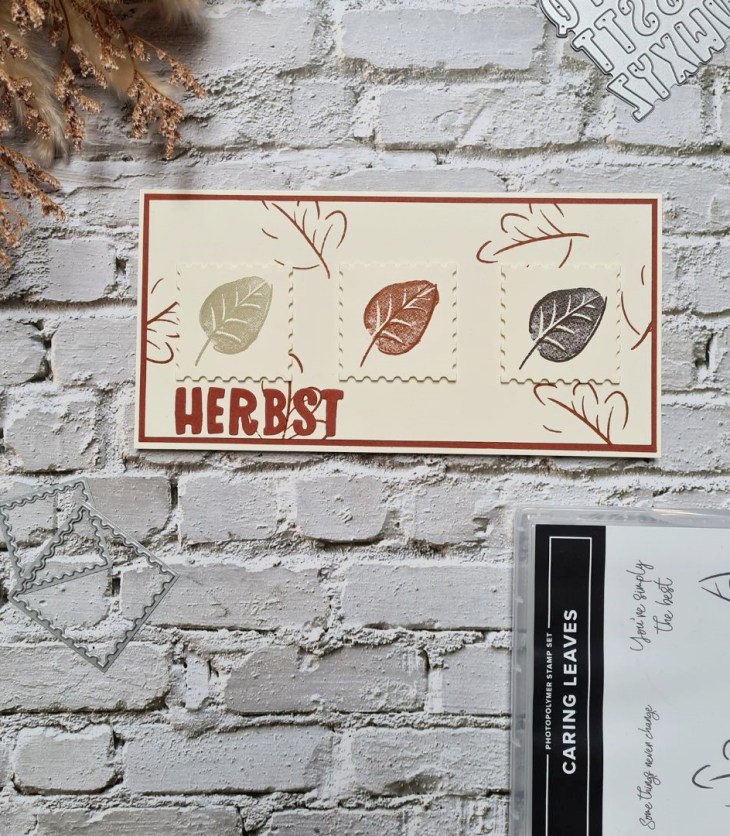 HERBST
PHOTOPOLYMER STAMP SET
CARING LEAVES
You're simply
the best
Some things never change